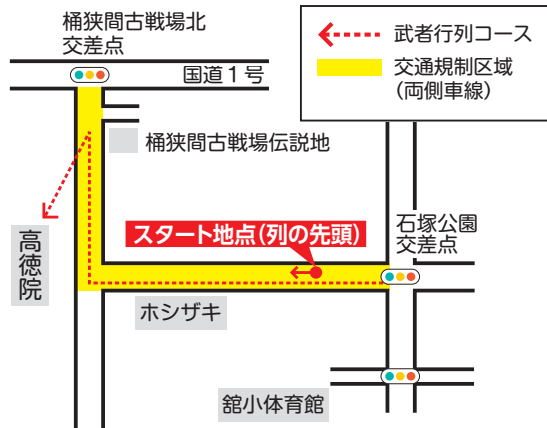 桶狭間古戦場北
交差点
武者行列コース
交通規制区域
(両側車線)
国道1号
桶狭間古戦場伝説地
高徳院
スタート地点(列の先頭)
石塚公園
交差点
ホシザキ
舘小体育館